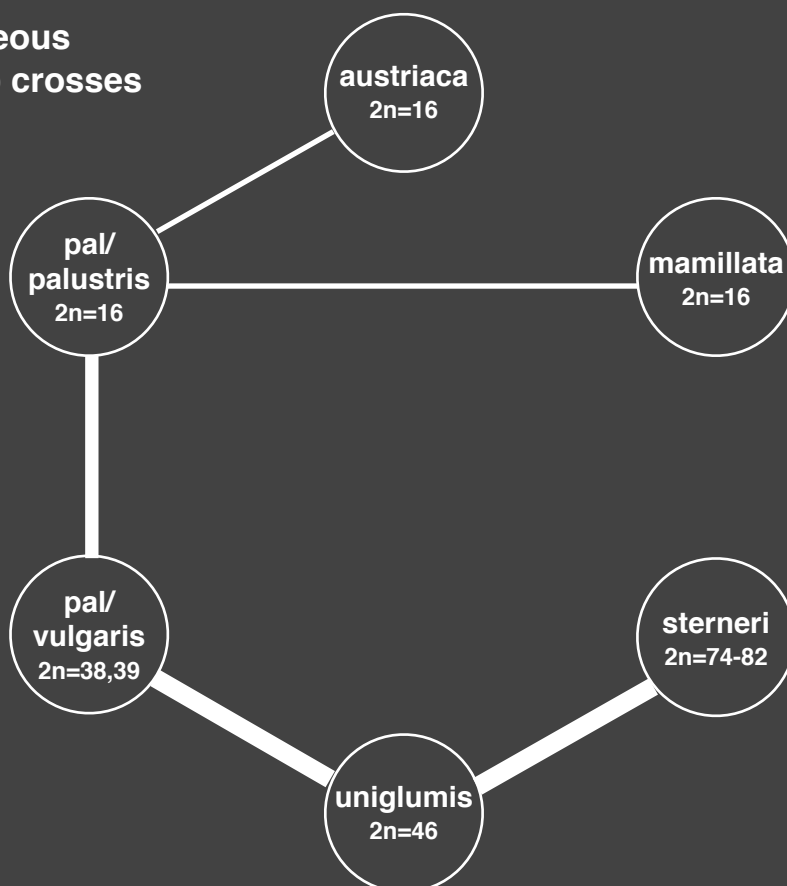 crosses
austriaca
2n=16
pal/
palustris
2n=16
mamillata
2n=16
pal/
vulgaris
2n=38,39
sterneri
2n=74-82
uniglumis
2n=46